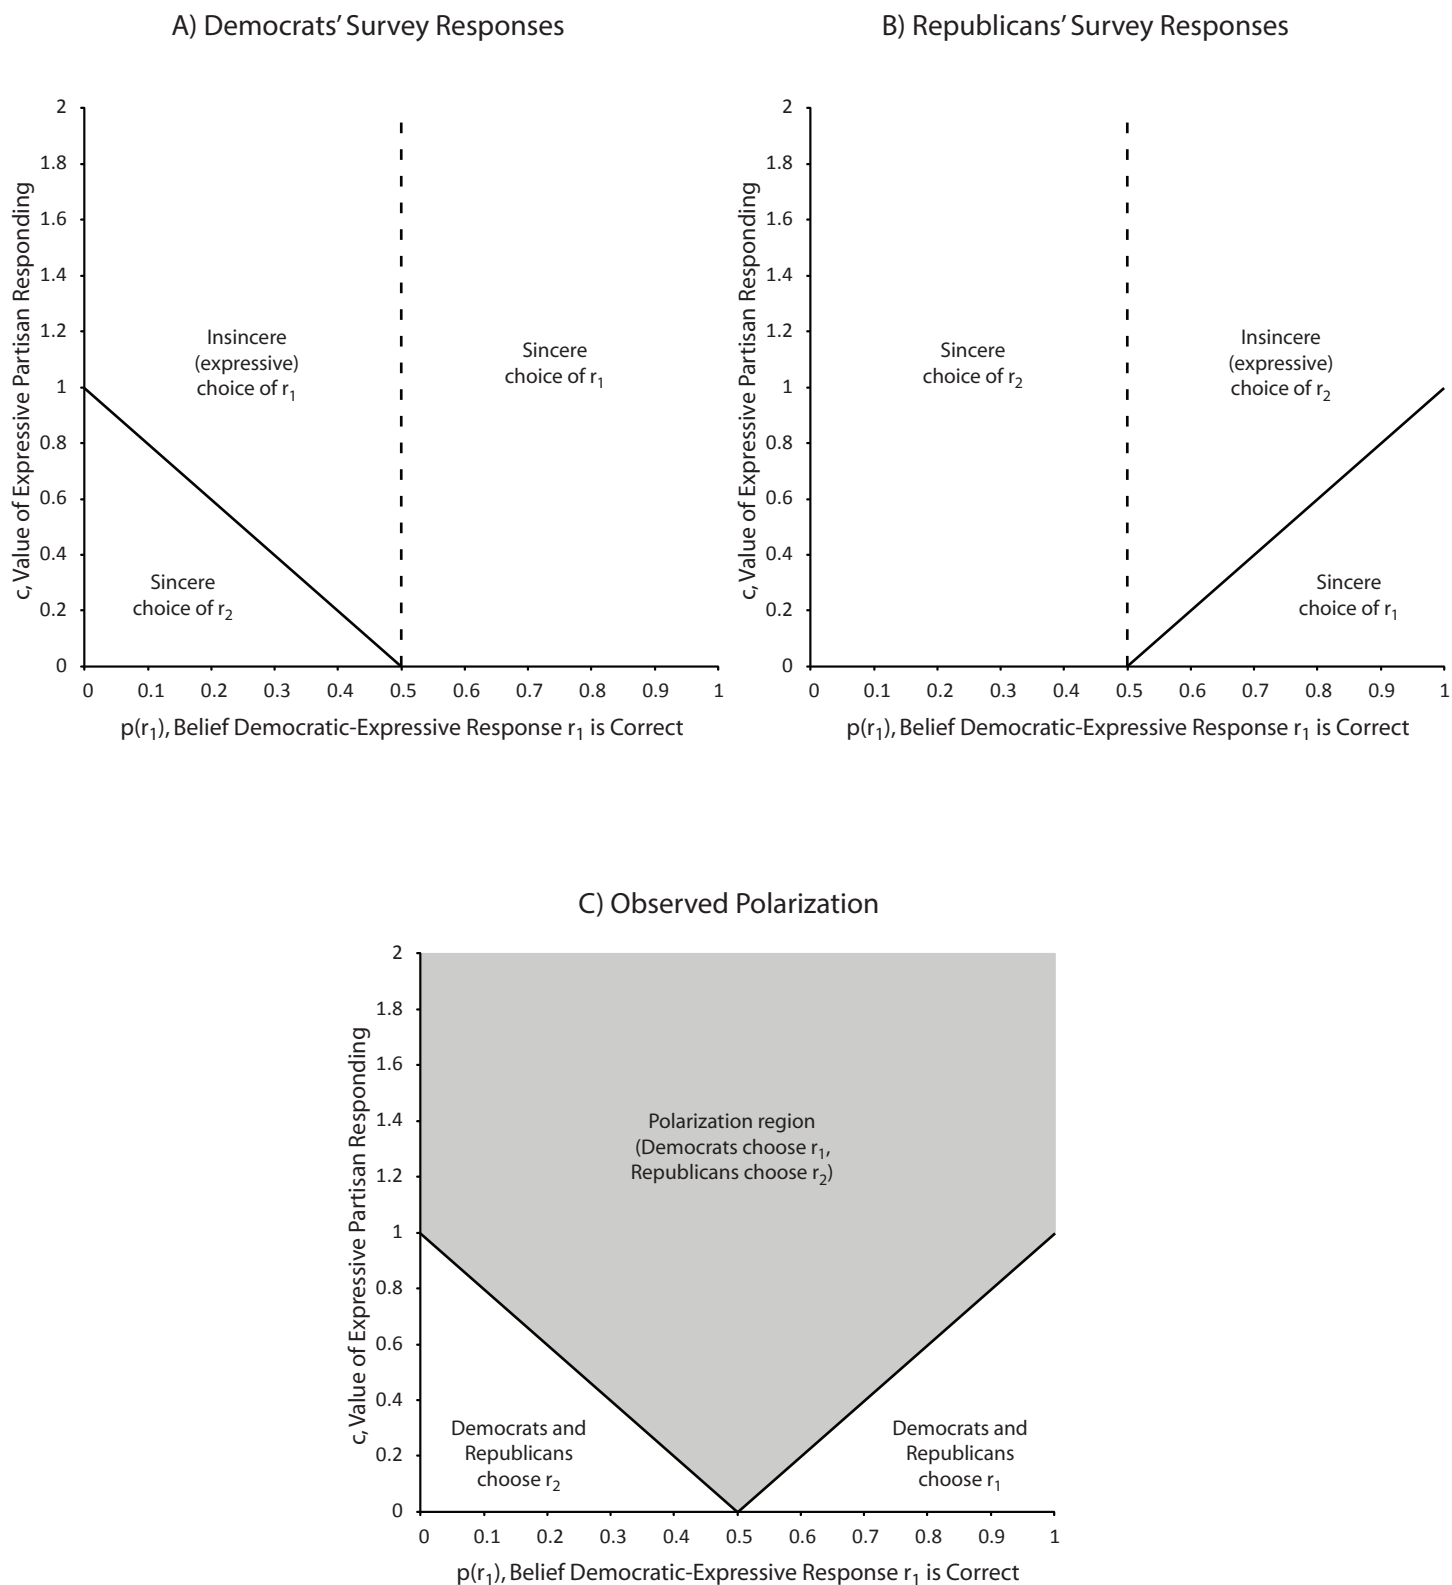 A) Democrats' Survey Responses
c, Value of Expressive Partisan Responding
2
1.8
1.6
1.4
1.2
1
0.8
0.6
0.4
0.2
0
Insincere
(expressive)
choice of r₁
Sincere
choice of r₁
Sincere
choice of r₂
0 0.1 0.2 0.3 0.4 0.5 0.6 0.7 0.8 0.9 1
p(r₁), Belief Democratic-Expressive Response r₁ is Correct
B) Republicans' Survey Responses
c, Value of Expressive Partisan Responding
2
1.8
1.6
1.4
1.2
1
0.8
0.6
0.4
0.2
0
Sincere
choice of r₂
Insincere
(expressive)
choice of r₂
Sincere
choice of r₁
0 0.1 0.2 0.3 0.4 0.5 0.6 0.7 0.8 0.9 1
p(r₁), Belief Democratic-Expressive Response r₁ is Correct
C) Observed Polarization
c, Value of Expressive Partisan Responding
2
1.8
1.6
1.4
1.2
1
0.8
0.6
0.4
0.2
0
Polarization region
(Democrats choose r₁,
Republicans choose r₂)
Democrats and
Republicans
choose r₂
Democrats and
Republicans
choose r₁
0 0.1 0.2 0.3 0.4 0.5 0.6 0.7 0.8 0.9 1
p(r₁), Belief Democratic-Expressive Response r₁ is Correct